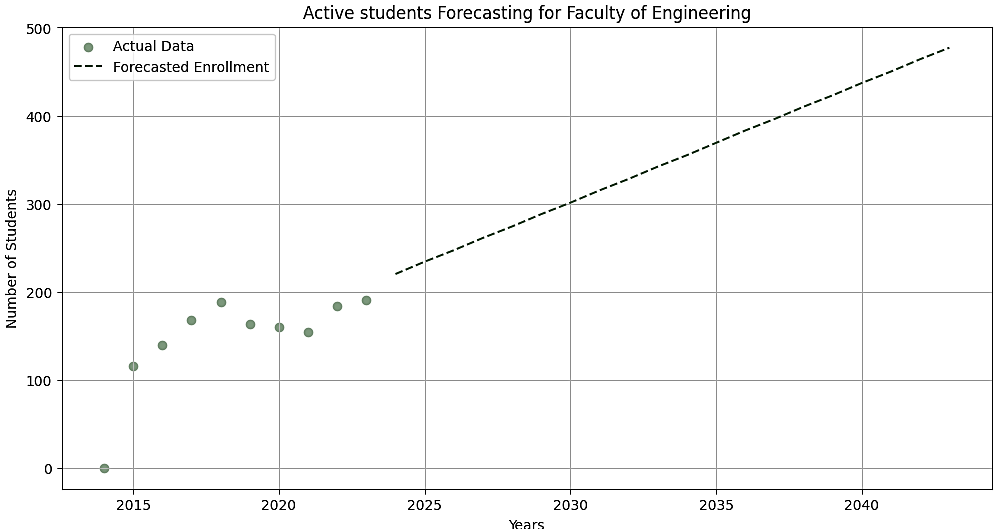 Active students Forecasting for Faculty of Engineering
Actual Data
Forecasted Enrollment
Number of Students
500
400
300
200
100
0
2015 2020 2025 2030 2035 2040
Years